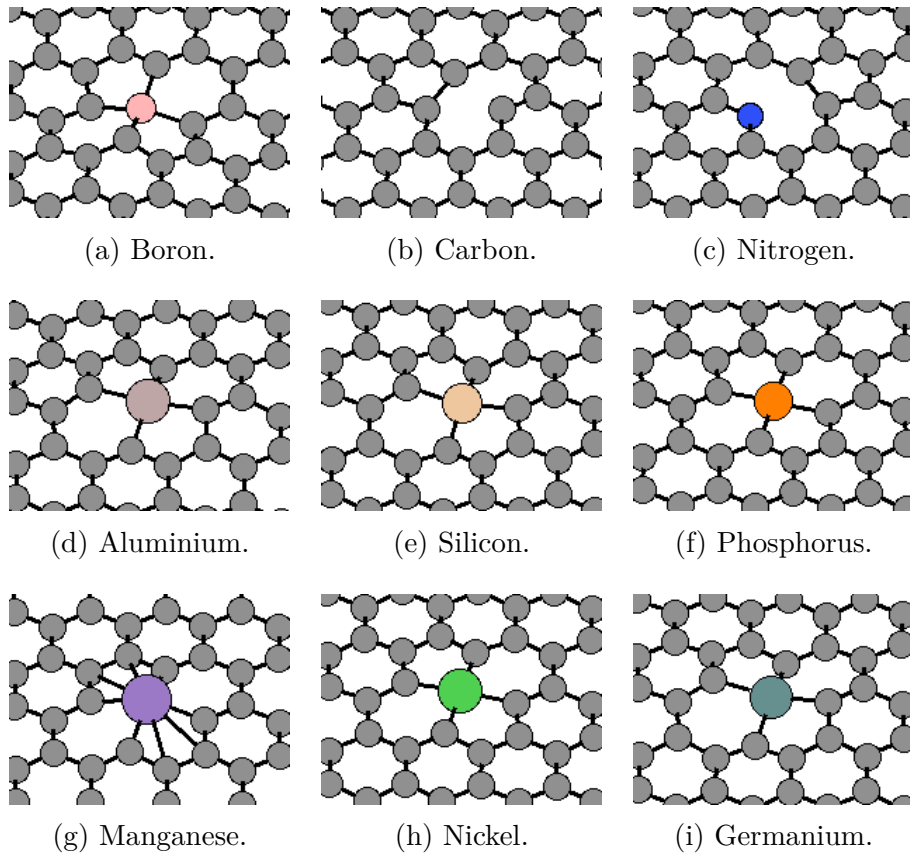 (a) Boron.
(b) Carbon.
(c) Nitrogen.
(d) Aluminium.
(e) Silicon.
(f) Phosphorus.
(g) Manganese.
(h) Nickel.
(i) Germanium.